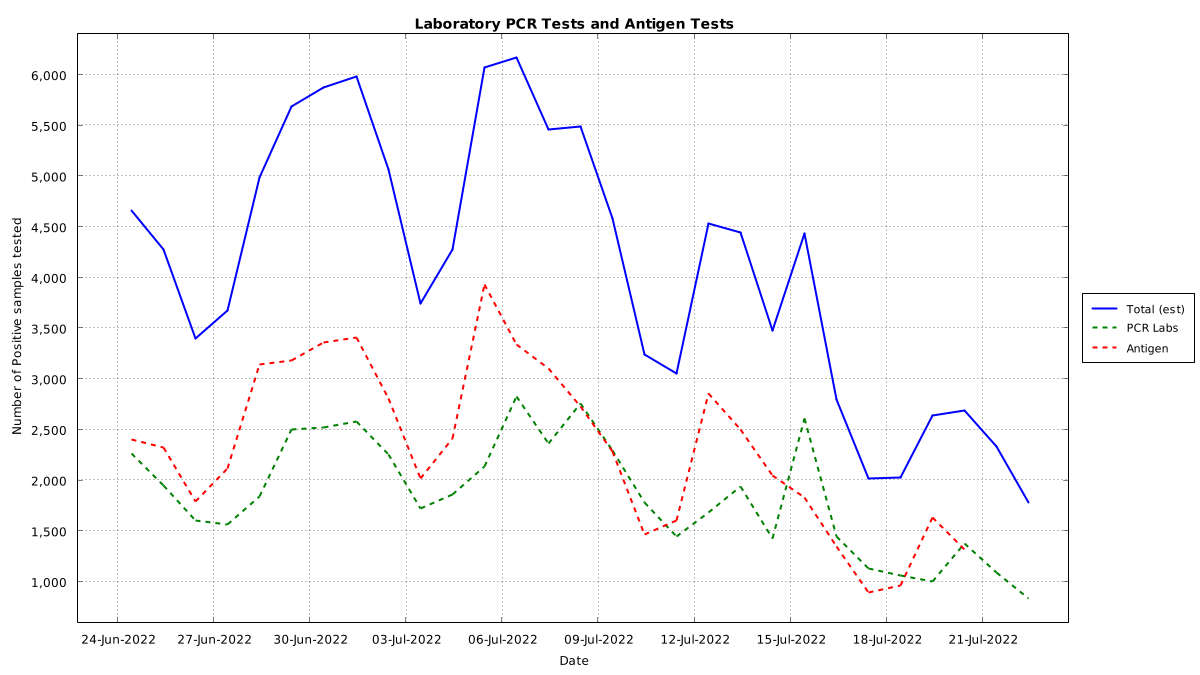 Laboratory PCR Tests and Antigen Tests
Number of Positive samples tested
6,000
5,500
5,000
4,500
4,000
3,500
3,000
2,500
2,000
1,500
1,000
24-Jun-2022 27-Jun-2022 30-Jun-2022 03-Jul-2022 06-Jul-2022 09-Jul-2022 12-Jul-2022 15-Jul-2022 18-Jul-2022 21-Jul-2022
Date
Total (est)
PCR Labs
Antigen